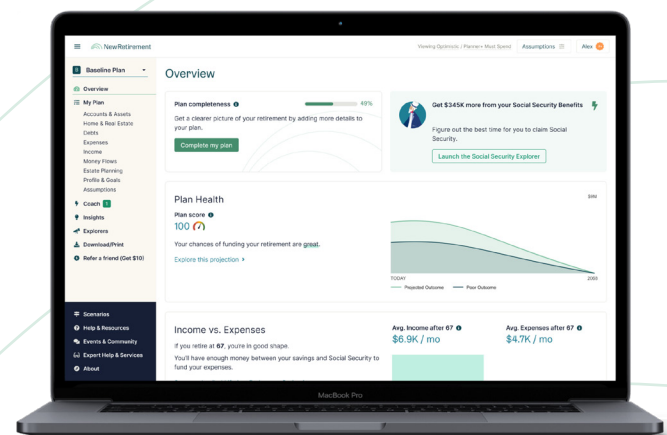 NewRetirement
Viewing Optimistic | Planner+ Must Spend
Assumptions
Alex
B Baseline Plan
Overview
My Plan
Accounts & Assets
Home & Real Estate
Debts
Expenses
Income
Money Flows
Estate Planning
Profile & Goals
Assumptions
Coach 1
Insights
Explorers
Download/Print
Refer a friend (Get $10)
Scenarios
Help & Resources
Events & Community
Expert Help & Services
About
Overview
Plan completeness
49%
Get a clearer picture of your retirement by adding more details to
your plan.
Complete my plan
Get $345K more from your Social Security Benefits
Figure out the best time for you to claim Social
Security.
Launch the Social Security Explorer
Plan Health
Plan score
100
Your chances of funding your retirement are great.
Explore this projection >
TODAY
Projected Outcome
Poor Outcome
Income vs. Expenses
If you retire at 67, you're in good shape.
You'll have enough money between your savings and Social Security to
fund your expenses.
Avg. Income after 67
$6.9K / mo
Avg. Expenses after 67
$4.7K / mo
MacBook Pro